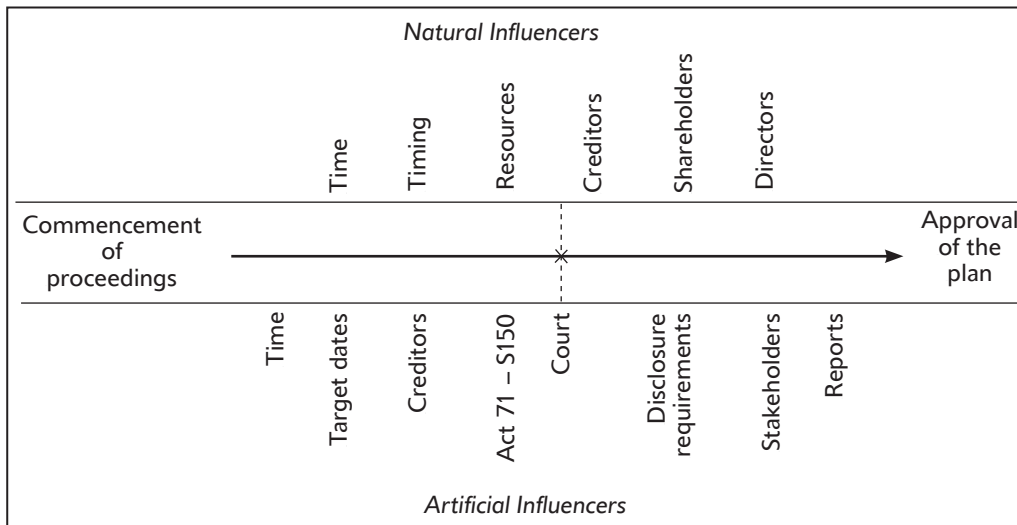 Natural Influencers
Time
Timing
Resources
Creditors
Shareholders
Directors
Commencement
of
proceedings
Approval
of the
plan
Time
Target dates
Creditors
Act 71 – S150
Court
Disclosure
requirements
Stakeholders
Reports
Artificial Influencers